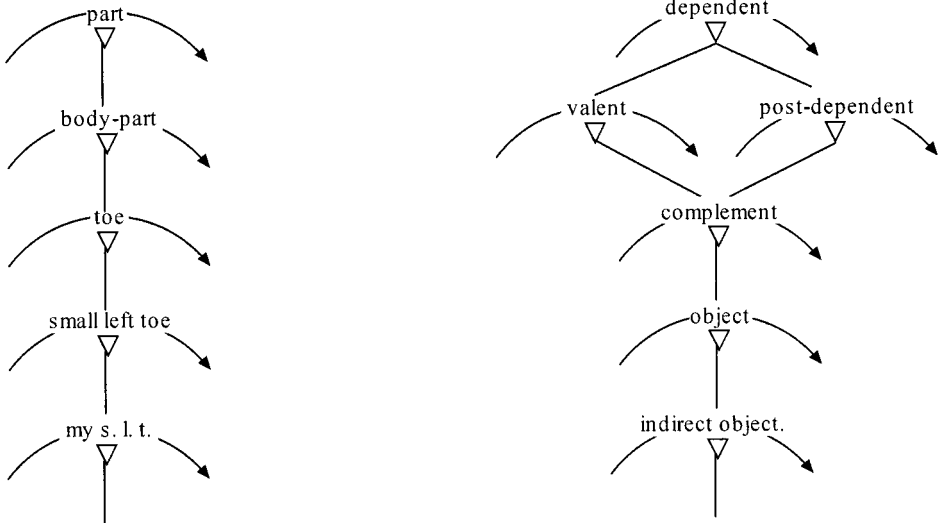 part
body-part
toe
small left toe
my s. l. t.
dependent
valent
post-dependent
complement
object
indirect object.